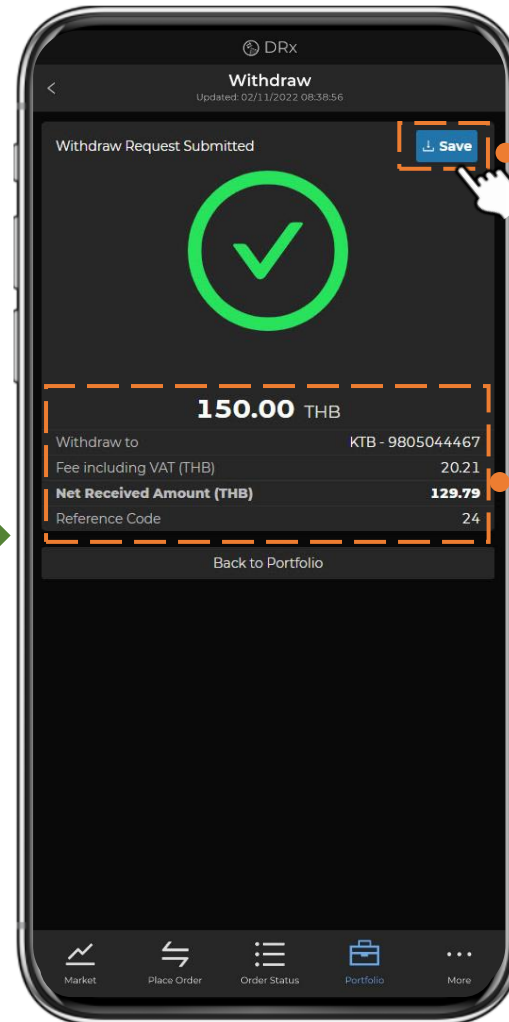 DRx
Withdraw
Updated: 02/11/2022 08:38:56
Withdraw Request Submitted
Save
150.00 THB
Withdraw to KTB - 9805044467
Fee including VAT (THB) 20.21
Net Received Amount (THB) 129.79
Reference Code 24
Back to Portfolio
Market Place Order Order Status Portfolio More